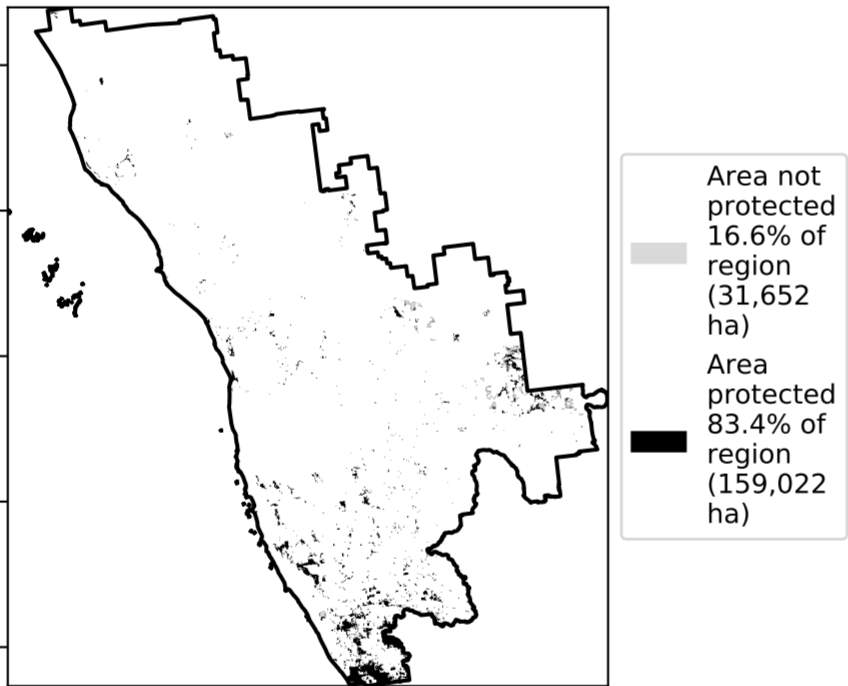 Area not
protected
16.6% of
region
(31,652
ha)
Area
protected
83.4% of
region
(159,022
ha)